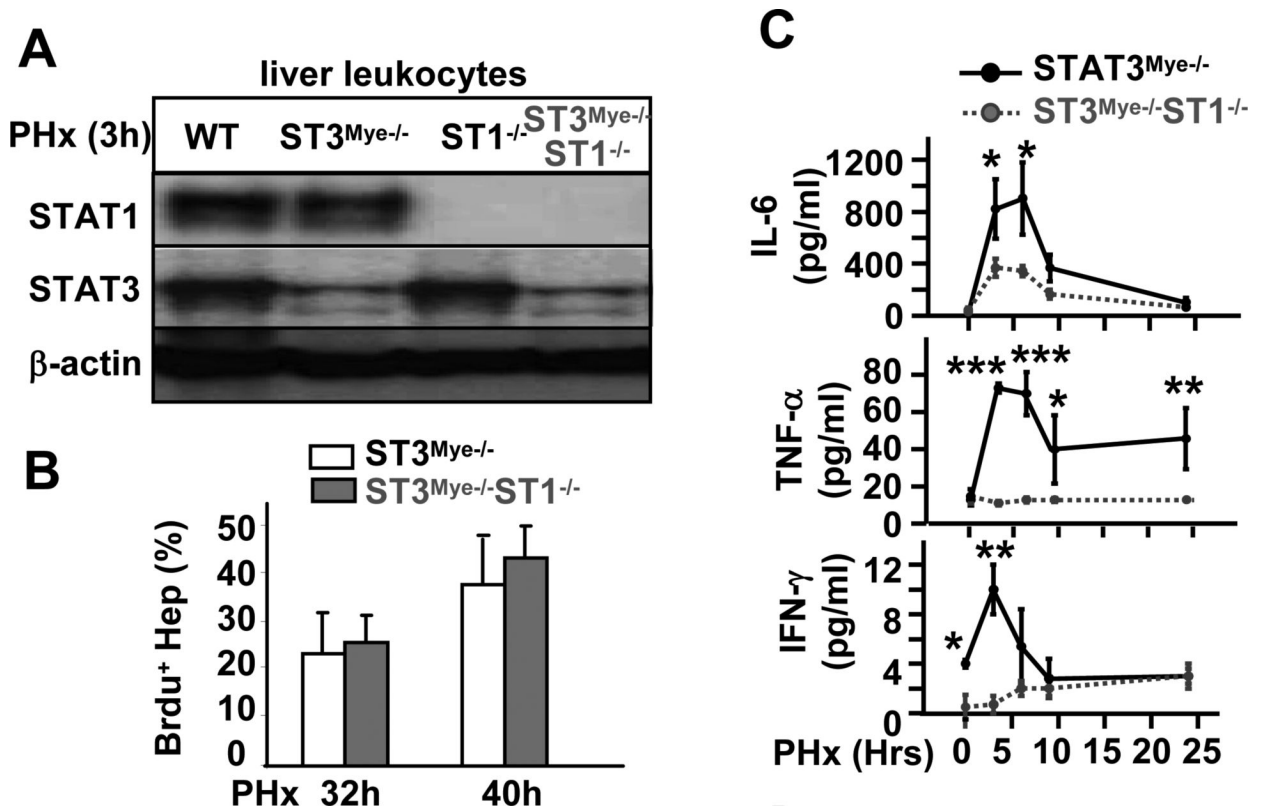 A
liver leukocytes
PHx (3h) WT ST3Mye-/- ST1-/- ST3Mye-/-
ST1-/-
STAT1
STAT3
β-actin
B
ST3Mye-/-
ST3Mye-/-ST1-/-
Brdu+ Hep (%)
50
40
30
20
10
0
PHx 32h 40h
C
STAT3Mye-/-
ST3Mye-/-ST1-/-
IL-6
(pg/ml)
1200
800
400
0
* *
TNF-α
(pg/ml)
80
60
40
20
0
*** *** * **
IFN-γ
(pg/ml)
12
8
4
0
* **
PHx (Hrs) 0 5 10 15 20 25